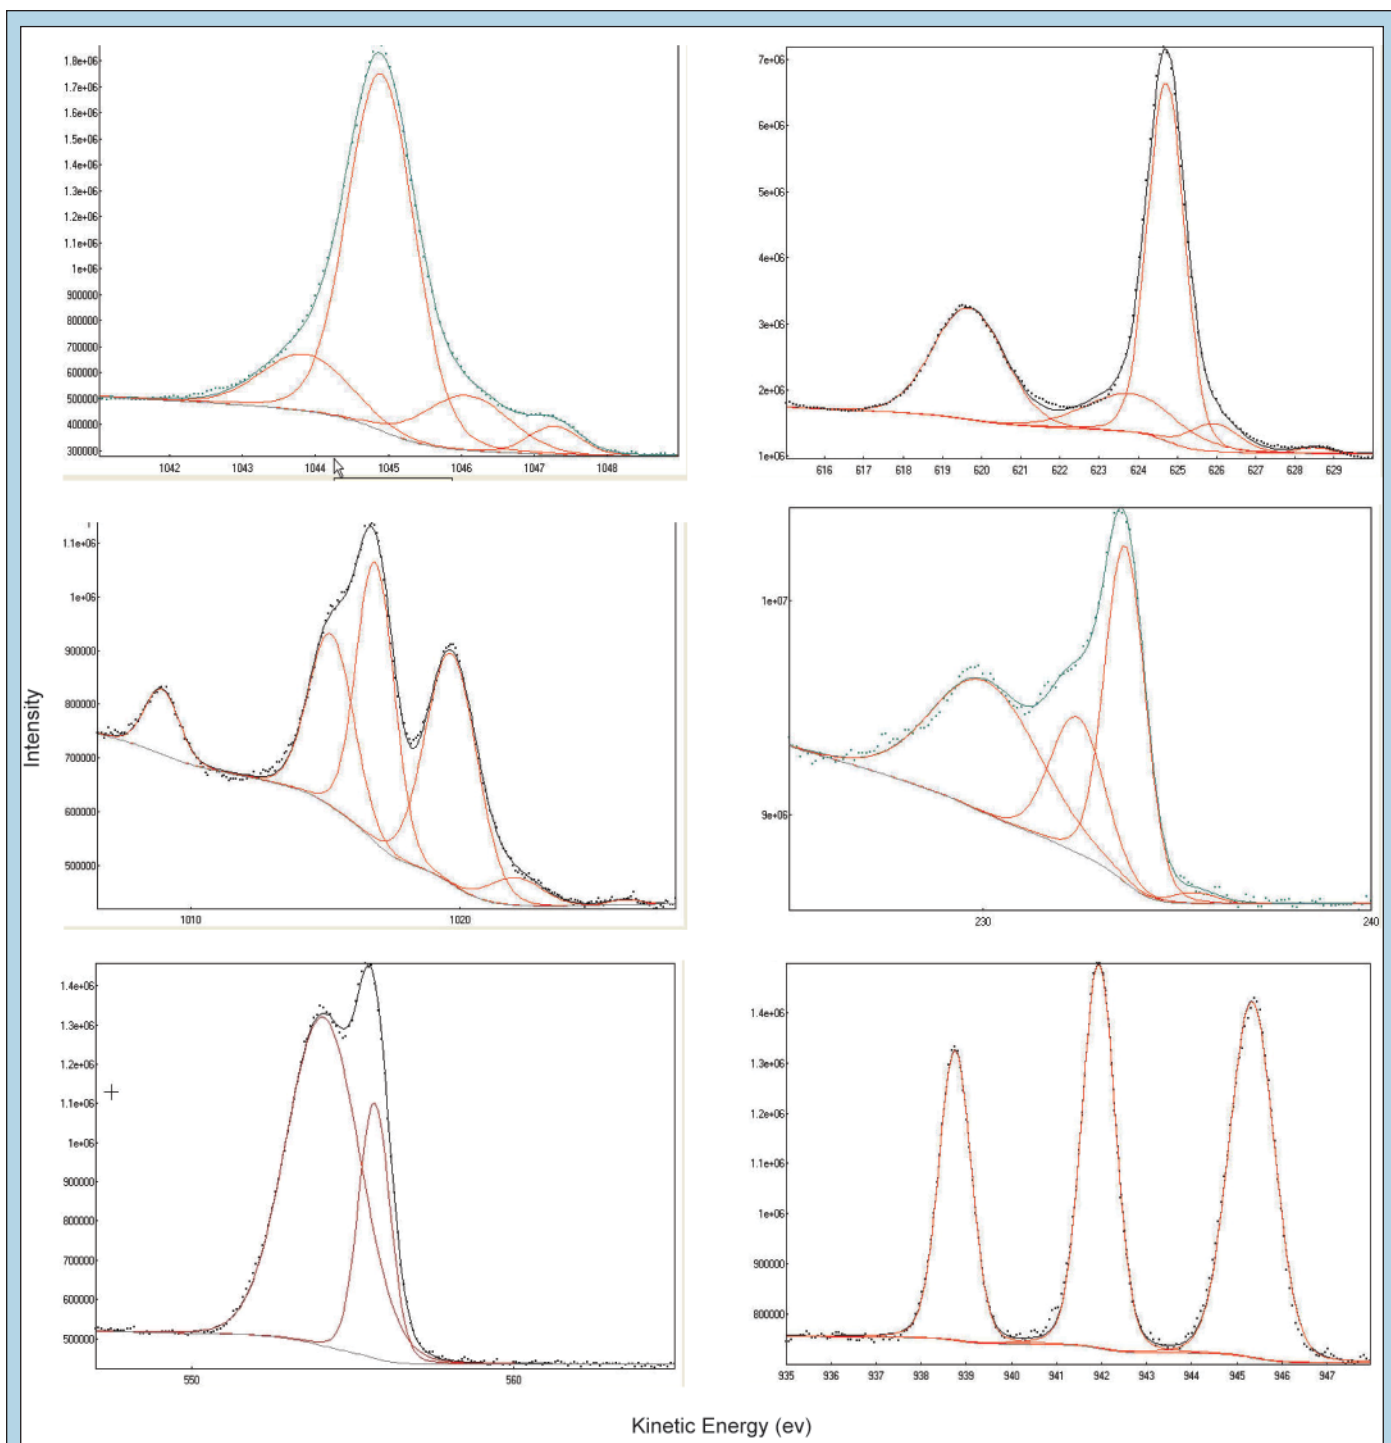 1.8e+06
1.7e+06
1.6e+06
1.5e+06
1.4e+06
1.3e+06
1.2e+06
1.1e+06
1e+06
900000
800000
700000
600000
500000
400000
300000
1042 1043 1044 1045 1046 1047 1048
7e+06
6e+06
5e+06
4e+06
3e+06
2e+06
1e+06
616 617 618 619 620 621 622 623 624 625 626 627 628 629
Intensity
1.1e+06
1e+06
900000
800000
700000
600000
500000
1010 1020
1e+07
9e+06
230 240
1.4e+06
1.3e+06
1.2e+06
1.1e+06
1e+06
900000
800000
700000
600000
500000
550 560
1.4e+06
1.3e+06
1.2e+06
1.1e+06
1e+06
900000
800000
935 936 937 938 939 940 941 942 943 944 945 946 947
Kinetic Energy (ev)